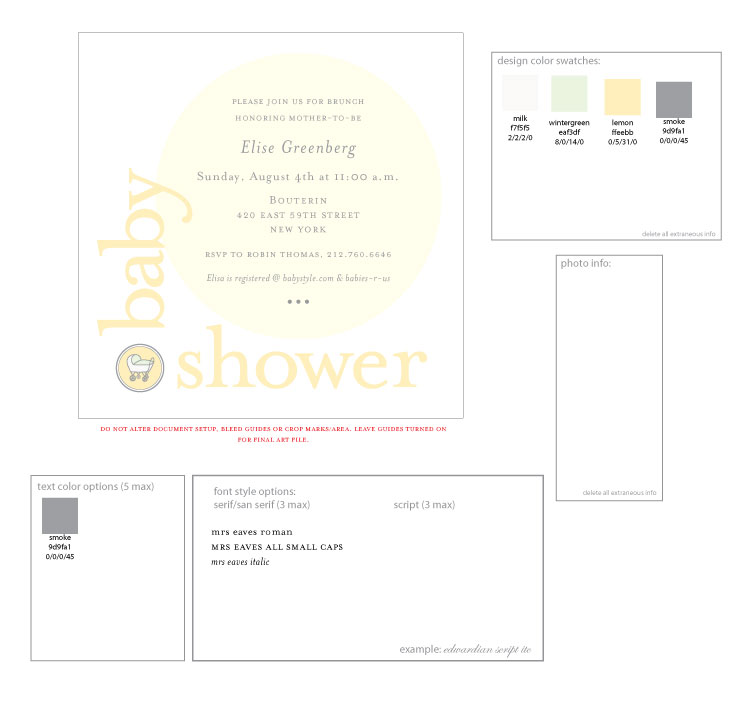 PLEASE JOIN US FOR BRUNCH
HONORING MOTHER-TO-BE
Elise Greenberg
Sunday, August 4th at 11:00 a.m.
BOUTERIN
420 EAST 59TH STREET
NEW YORK
RSVP TO ROBIN THOMAS, 212.760.6646
Elisa is registered @ babystyle.com & babies-r-us
baby
shower
DO NOT ALTER DOCUMENT SETUP, BLEED GUIDES OR CROP MARKS/AREA. LEAVE GUIDES TURNED ON
FOR FINAL ART FILE.
design color swatches:
milk
f7f5f5
2/2/2/0
wintergreen
eaf3df
8/0/14/0
lemon
ffeebb
0/5/31/0
smoke
9d9fa1
0/0/0/45
delete all extraneous info
photo info:
delete all extraneous info
text color options (5 max)
smoke
9d9fa1
0/0/0/45
font style options:
serif/san serif (3 max)
script (3 max)
mrs eaves roman
MRS EAVES ALL SMALL CAPS
mrs eaves italic
example: edwardian script itc